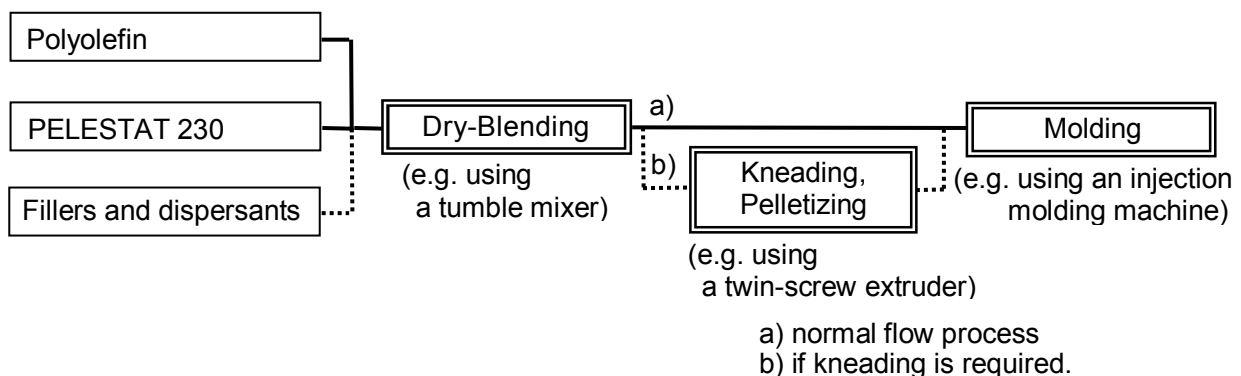 Polyolefin
PELESTAT 230
Fillers and dispersants
Dry-Blending
(e.g. using
a tumble mixer)
a)
b)
Kneading,
Pelletizing
(e.g. using
a twin-screw extruder)
Molding
(e.g. using an injection
molding machine)
a) normal flow process
b) if kneading is required.